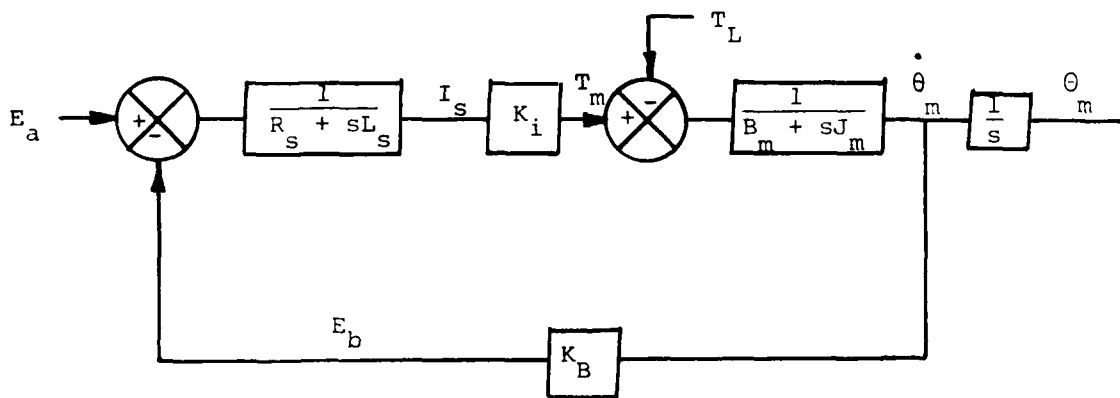 T_L
E_a
+
-
1
R_s + sL_s
I_s
K_i
T_m
+
-
1
B_m + sJ_m
θ̇_m
1
s
Θ_m
E_b
K_B